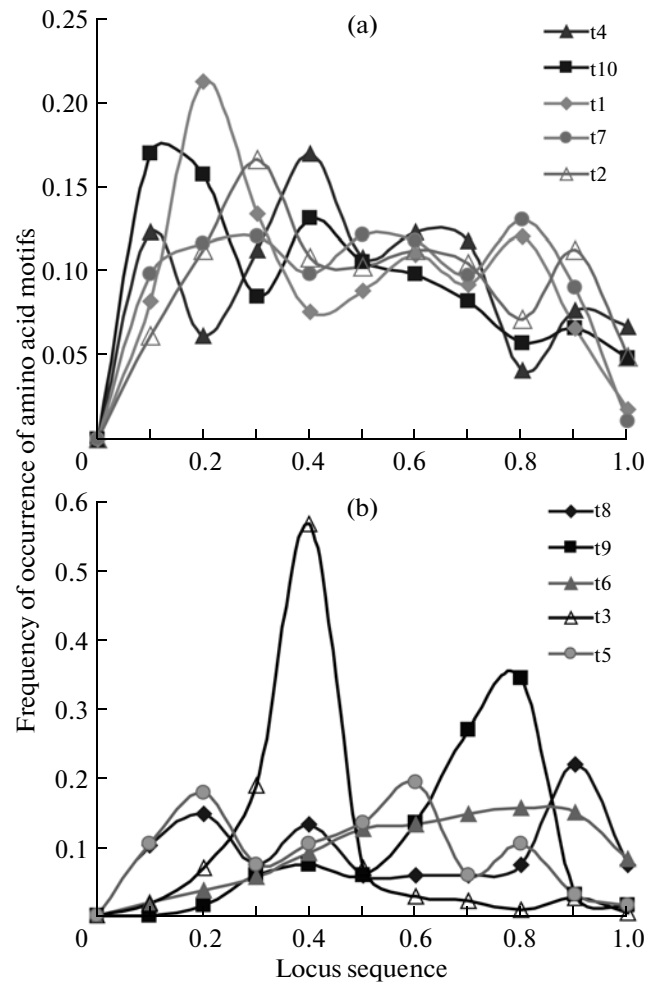 (a)
0.25
0.20
0.15
0.10
0.05
0 0.2 0.4 0.6 0.8 1.0
t4
t10
t1
t7
t2
Frequency of occurrence of amino acid motifs
(b)
0.6
0.5
0.4
0.3
0.2
0.1
0 0.2 0.4 0.6 0.8 1.0
t8
t9
t6
t3
t5
Locus sequence